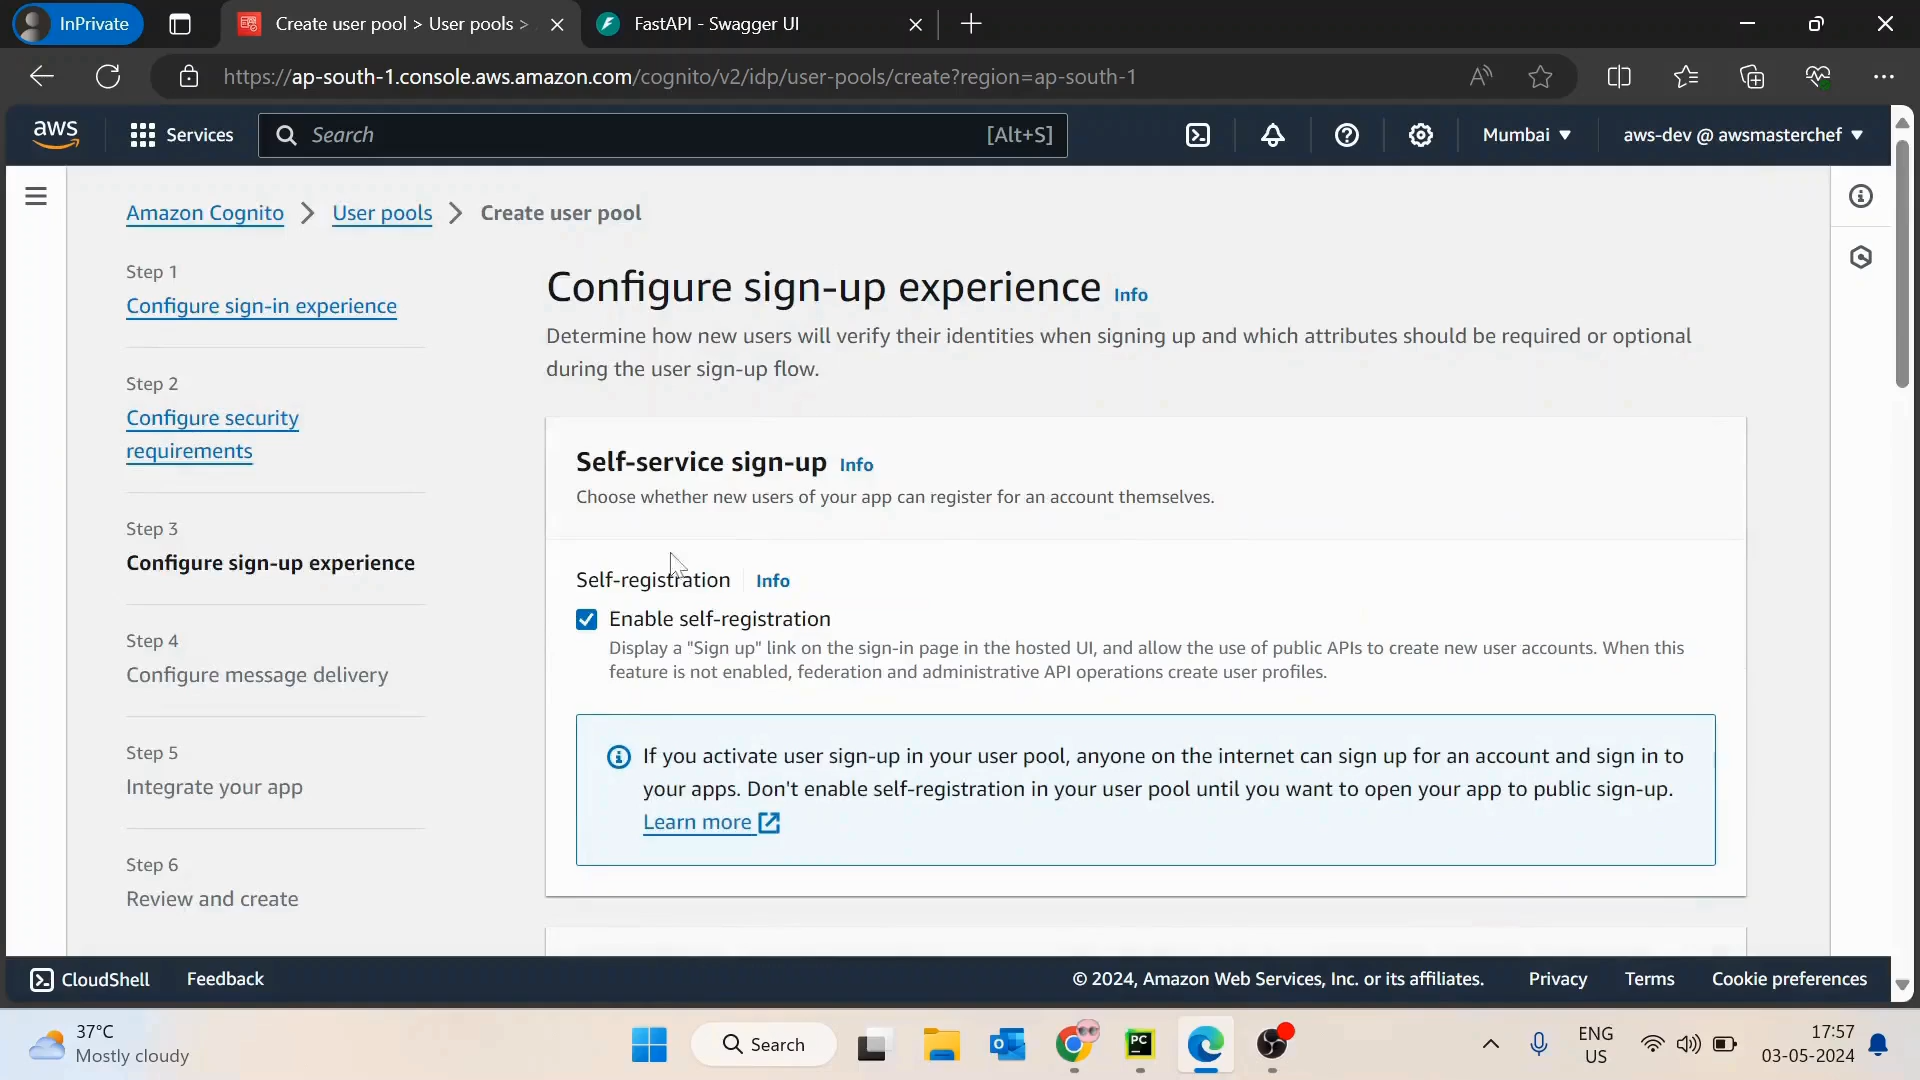 InPrivate
Create user pool > User pools >
FastAPI - Swagger UI
https://ap-south-1.console.aws.amazon.com/cognito/v2/idp/user-pools/create?region=ap-south-1
aws
Services
Search
[Alt+S]
Mumbai
aws-dev @ awsmasterchef
Amazon Cognito
User pools
Create user pool
Step 1
Configure sign-in experience
Step 2
Configure security
requirements
Step 3
Configure sign-up experience
Step 4
Configure message delivery
Step 5
Integrate your app
Step 6
Review and create
Configure sign-up experience Info
Determine how new users will verify their identities when signing up and which attributes should be required or optional
during the user sign-up flow.
Self-service sign-up Info
Choose whether new users of your app can register for an account themselves.
Self-registration Info
Enable self-registration
Display a "Sign up" link on the sign-in page in the hosted UI, and allow the use of public APIs to create new user accounts. When this
feature is not enabled, federation and administrative API operations create user profiles.
If you activate user sign-up in your user pool, anyone on the internet can sign up for an account and sign in to
your apps. Don't enable self-registration in your user pool until you want to open your app to public sign-up.
Learn more
CloudShell
Feedback
© 2024, Amazon Web Services, Inc. or its affiliates.
Privacy
Terms
Cookie preferences
37°C
Mostly cloudy
Search
PC
ENG
US
17:57
03-05-2024